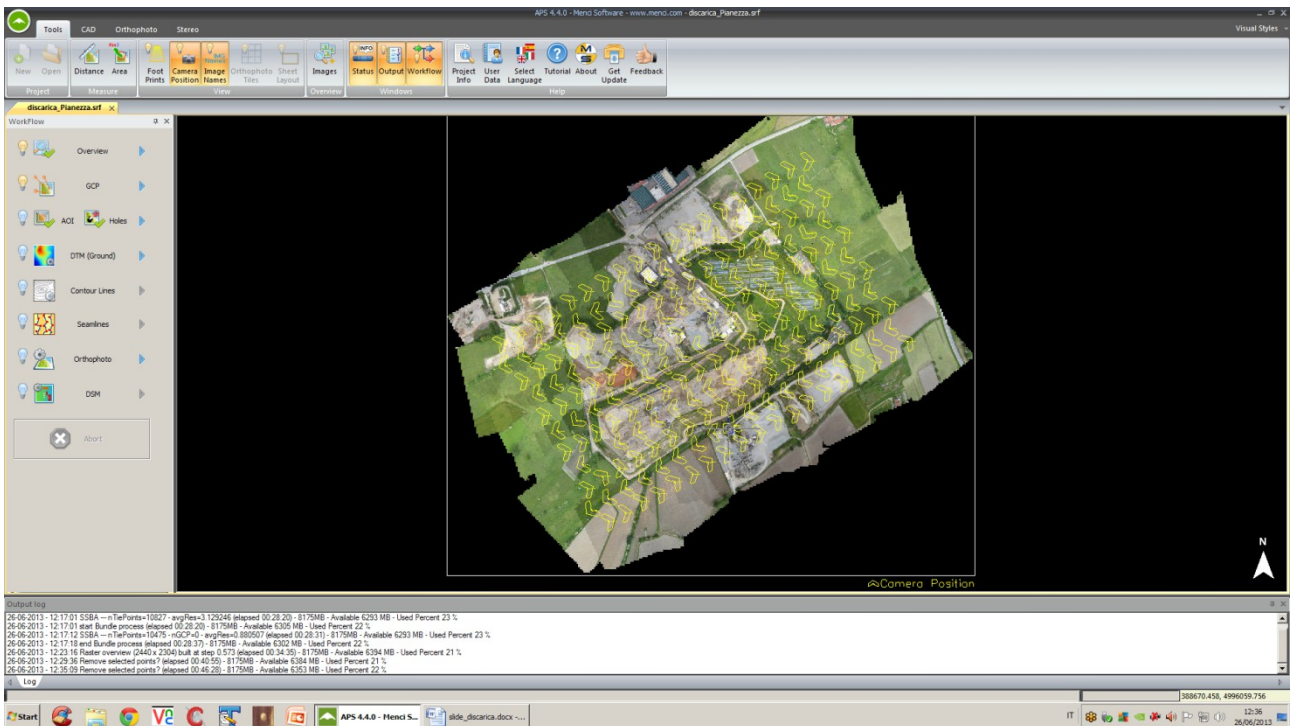 APS 4.4.0 - Menci Software - www.menci.com - discarica_Pianezza.srf
Tools CAD Orthophoto Stereo Visual Styles
INFO
New Open Distance Area Foot Prints Camera Position Image Names Orthophoto Tiles Sheet Layout Images Status Output Workflow Project Info User Data Select Language Tutorial About Get Update Feedback
Project Measure View Overview Windows Help
discarica_Pianezza.srf
WorkFlow
Overview
GCP
AOI Holes
DTM (Ground)
Contour Lines
Seamlines
Orthophoto
DSM
Abort
N
Camera Position
Output log
26-06-2013 - 12:17:01 SSBA --- nTiePoints=10827 - avgRes=3.129246 (elapsed 00:28:20) - 8175MB - Available 6293 MB - Used Percent 23 %
26-06-2013 - 12:17:01 start Bundle process (elapsed 00:28:20) - 8175MB - Available 6305 MB - Used Percent 22 %
26-06-2013 - 12:17:12 SSBA --- nTiePoints=10475 - nGCP=0 - avgRes=0.880507 (elapsed 00:28:31) - 8175MB - Available 6293 MB - Used Percent 23 %
26-06-2013 - 12:17:18 end Bundle process (elapsed 00:28:37) - 8175MB - Available 6302 MB - Used Percent 22 %
26-06-2013 - 12:23:16 Raster overview (2440 x 2304) built at step 0.573 (elapsed 00:34:35) - 8175MB - Available 6394 MB - Used Percent 21 %
26-06-2013 - 12:29:36 Remove selected points? (elapsed 00:40:55) - 8175MB - Available 6384 MB - Used Percent 21 %
26-06-2013 - 12:35:09 Remove selected points? (elapsed 00:46:28) - 8175MB - Available 6353 MB - Used Percent 22 %
Log
388670.458, 4996059.756
Start APS 4.4.0 - Menci S... slide_discarica.docx -... IT 12:36
26/06/2013